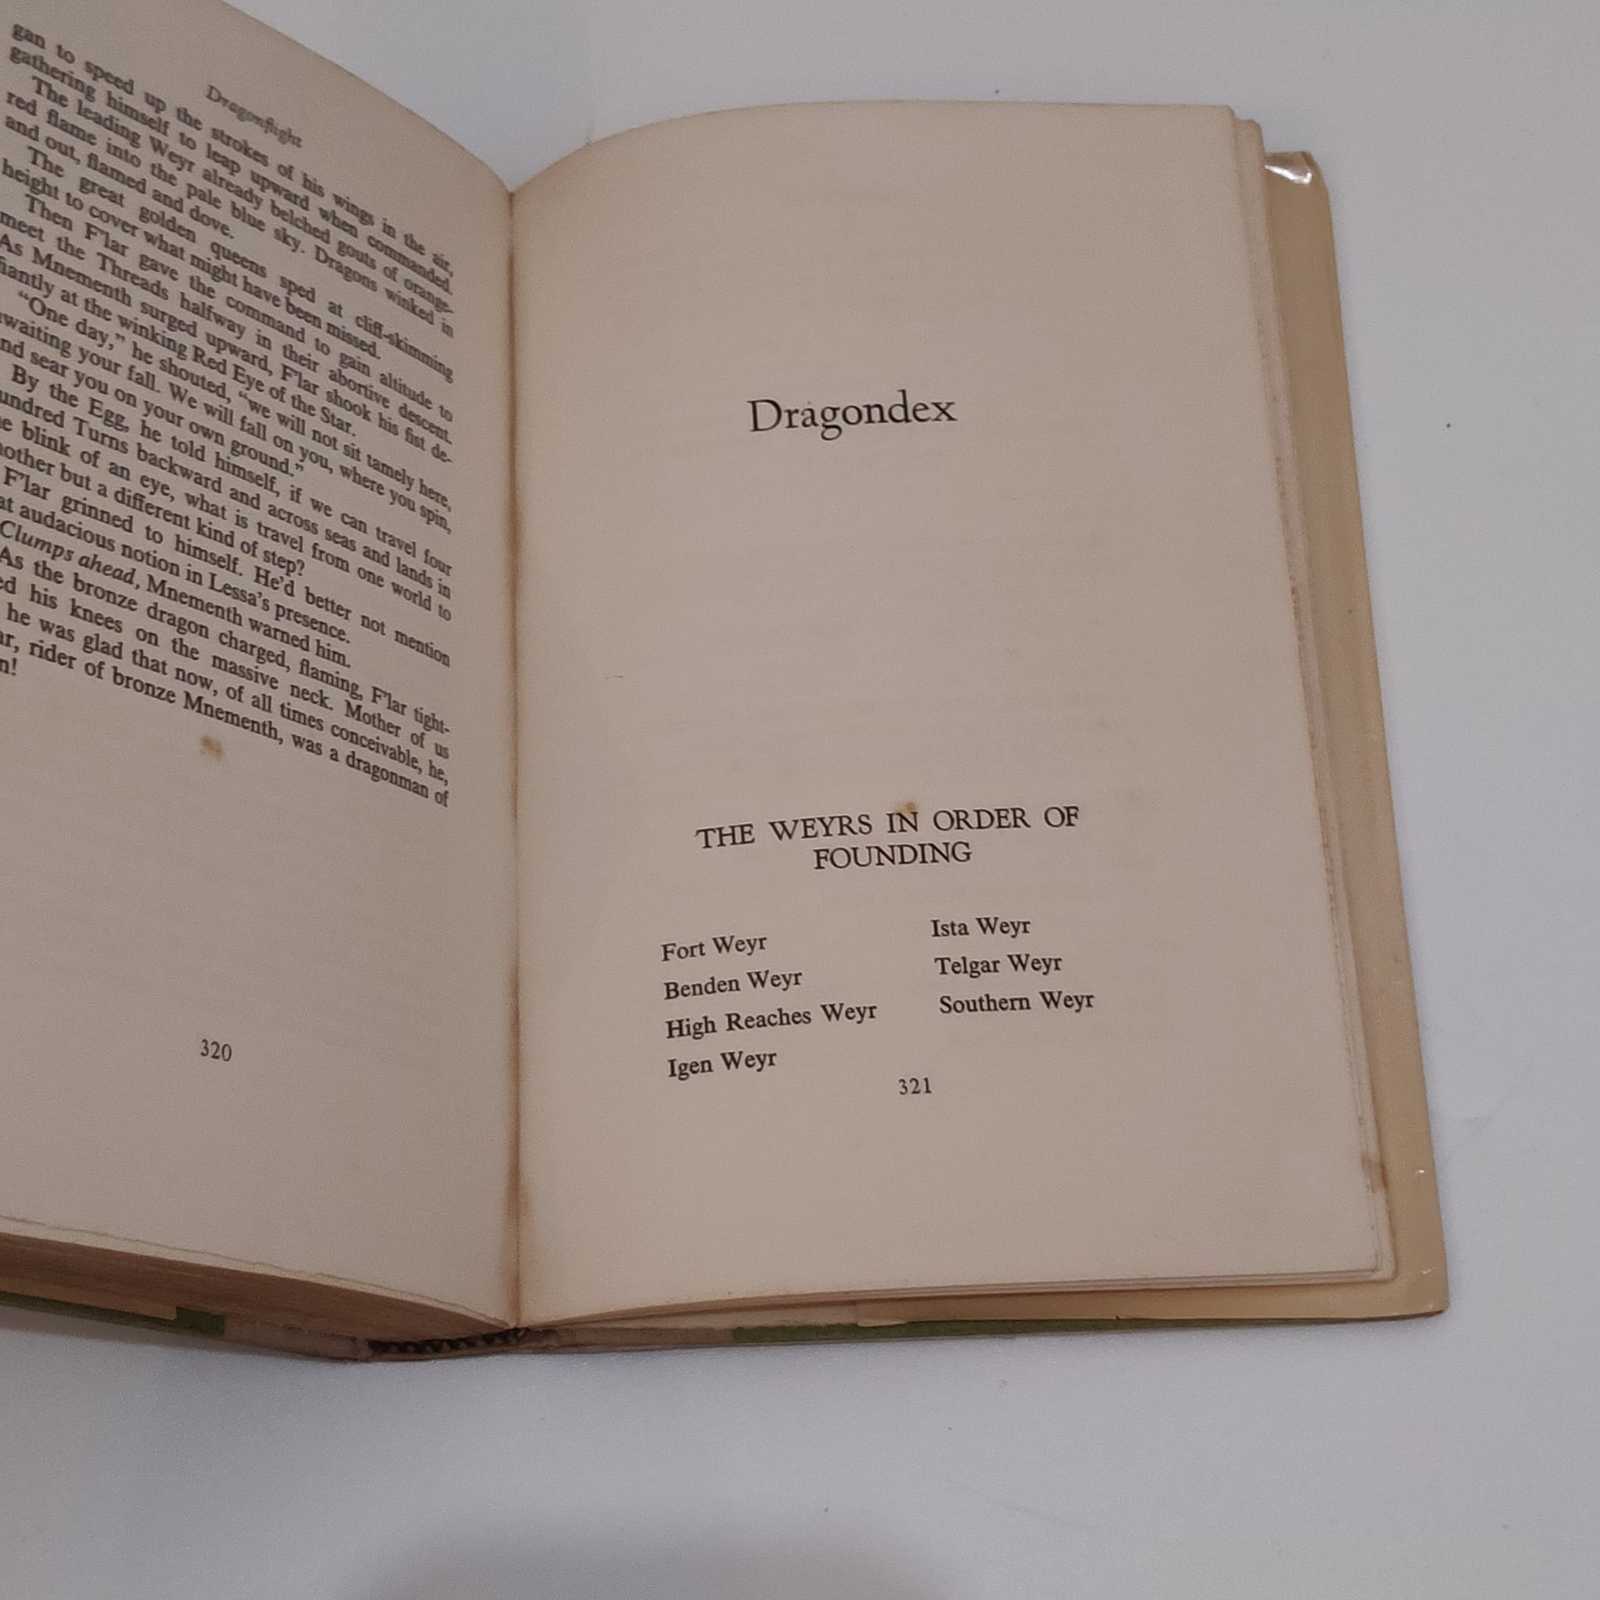 Dragonflight
gan to speed up the strokes of his wings in the air,
gathering himself to leap upward when commanded.
The leading Weyr already belched gouts of orange-
red flame into the pale blue sky. Dragons winked in
and out, flamed and dove.
The great golden queens sped at cliff-skimming
height to cover what might have been missed.
Then F'lar gave the command to gain altitude to
meet the Threads halfway in their abortive descent.
As Mnementh surged upward, F'lar shook his fist de-
fiantly at the winking Red Eye of the Star.
"One day," he shouted, "we will not sit tamely here,
waiting your fall. We will fall on you, where you spin,
nd sear you on your own ground."
By the Egg, he told himself, if we can travel four
undred Turns backward and across seas and lands in
e blink of an eye, what is travel from one world to
nother but a different kind of step?
F'lar grinned to himself. He'd better not mention
at audacious notion in Lessa's presence.
Clumps ahead, Mnementh warned him.
As the bronze dragon charged, flaming, F'lar tight-
ed his knees on the massive neck. Mother of us
he was glad that now, of all times conceivable, he,
ar, rider of bronze Mnementh, was a dragonman of
n!
320
Dragondex
THE WEYRS IN ORDER OF
FOUNDING
Fort Weyr
Benden Weyr
High Reaches Weyr
Igen Weyr
Ista Weyr
Telgar Weyr
Southern Weyr
321